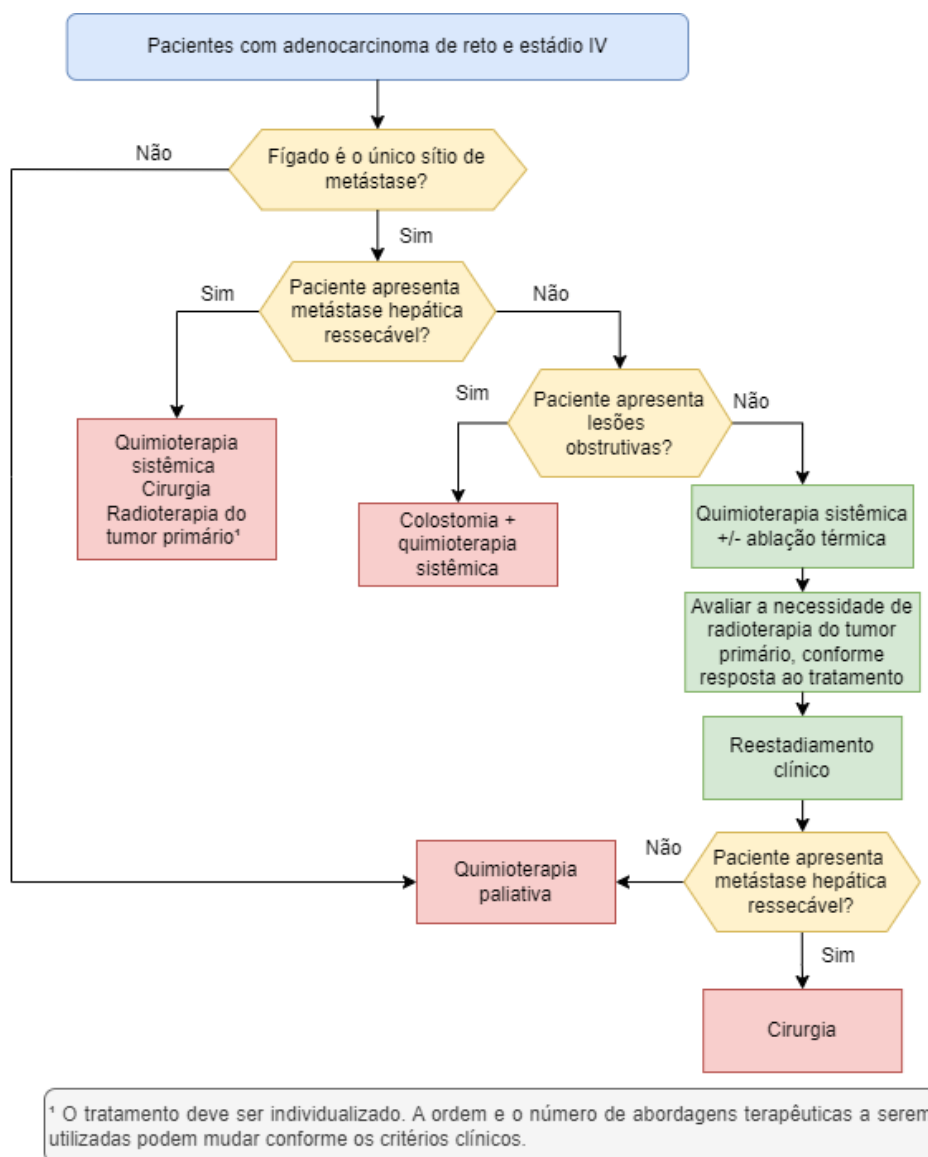 Pacientes com adenocarcinoma de reto e estádio IV
Não
Fígado é o único sítio de
metástase?
Sim
Sim
Paciente apresenta
metástase hepática
ressecável?
Não
Sim
Paciente apresenta
lesões
obstrutivas?
Não
Quimioterapia
sistêmica
Cirurgia
Radioterapia do
tumor primário¹
Colostomia +
quimioterapia
sistêmica
Quimioterapia sistêmica
+/- ablação térmica
Avaliar a necessidade de
radioterapia do tumor
primário, conforme
resposta ao tratamento
Reestadiamento
clínico
Não
Paciente apresenta
metástase hepática
ressecável?
Quimioterapia
paliativa
Sim
Cirurgia
¹ O tratamento deve ser individualizado. A ordem e o número de abordagens terapêuticas a serem
utilizadas podem mudar conforme os critérios clínicos.